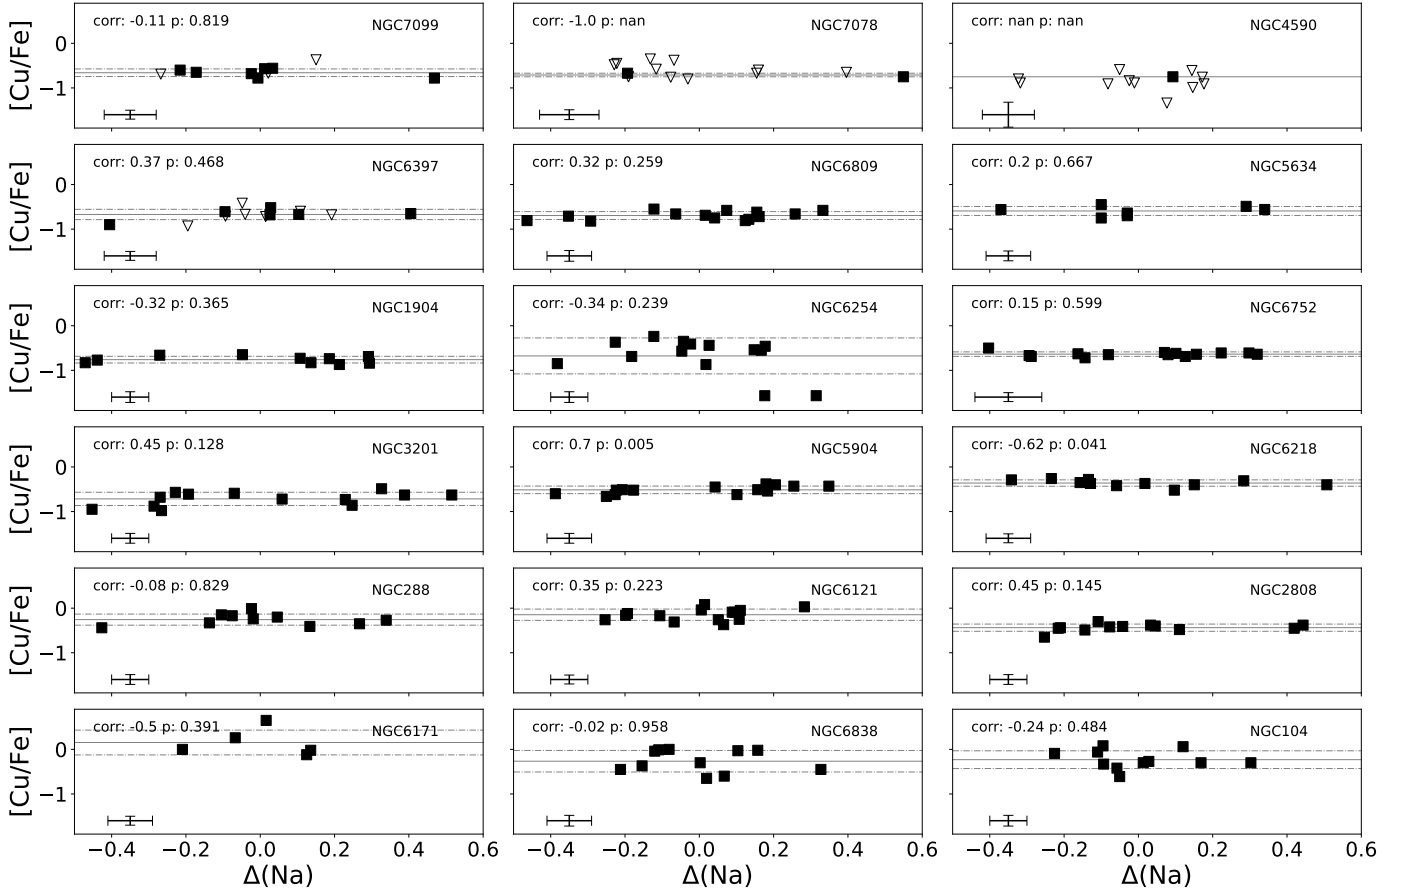 corr: -0.11 p: 0.819 NGC7099
corr: -1.0 p: nan NGC7078
corr: nan p: nan NGC4590
[Cu/Fe]
0
−1
corr: 0.37 p: 0.468 NGC6397
corr: 0.32 p: 0.259 NGC6809
corr: 0.2 p: 0.667 NGC5634
[Cu/Fe]
0
−1
corr: -0.32 p: 0.365 NGC1904
corr: -0.34 p: 0.239 NGC6254
corr: 0.15 p: 0.599 NGC6752
[Cu/Fe]
0
−1
corr: 0.45 p: 0.128 NGC3201
corr: 0.7 p: 0.005 NGC5904
corr: -0.62 p: 0.041 NGC6218
[Cu/Fe]
0
−1
corr: -0.08 p: 0.829 NGC288
corr: 0.35 p: 0.223 NGC6121
corr: 0.45 p: 0.145 NGC2808
[Cu/Fe]
0
−1
corr: -0.5 p: 0.391 NGC6171
corr: -0.02 p: 0.958 NGC6838
corr: -0.24 p: 0.484 NGC104
[Cu/Fe]
0
−1
−0.4 −0.2 0.0 0.2 0.4 0.6
−0.4 −0.2 0.0 0.2 0.4 0.6
−0.4 −0.2 0.0 0.2 0.4 0.6
Δ(Na)
Δ(Na)
Δ(Na)